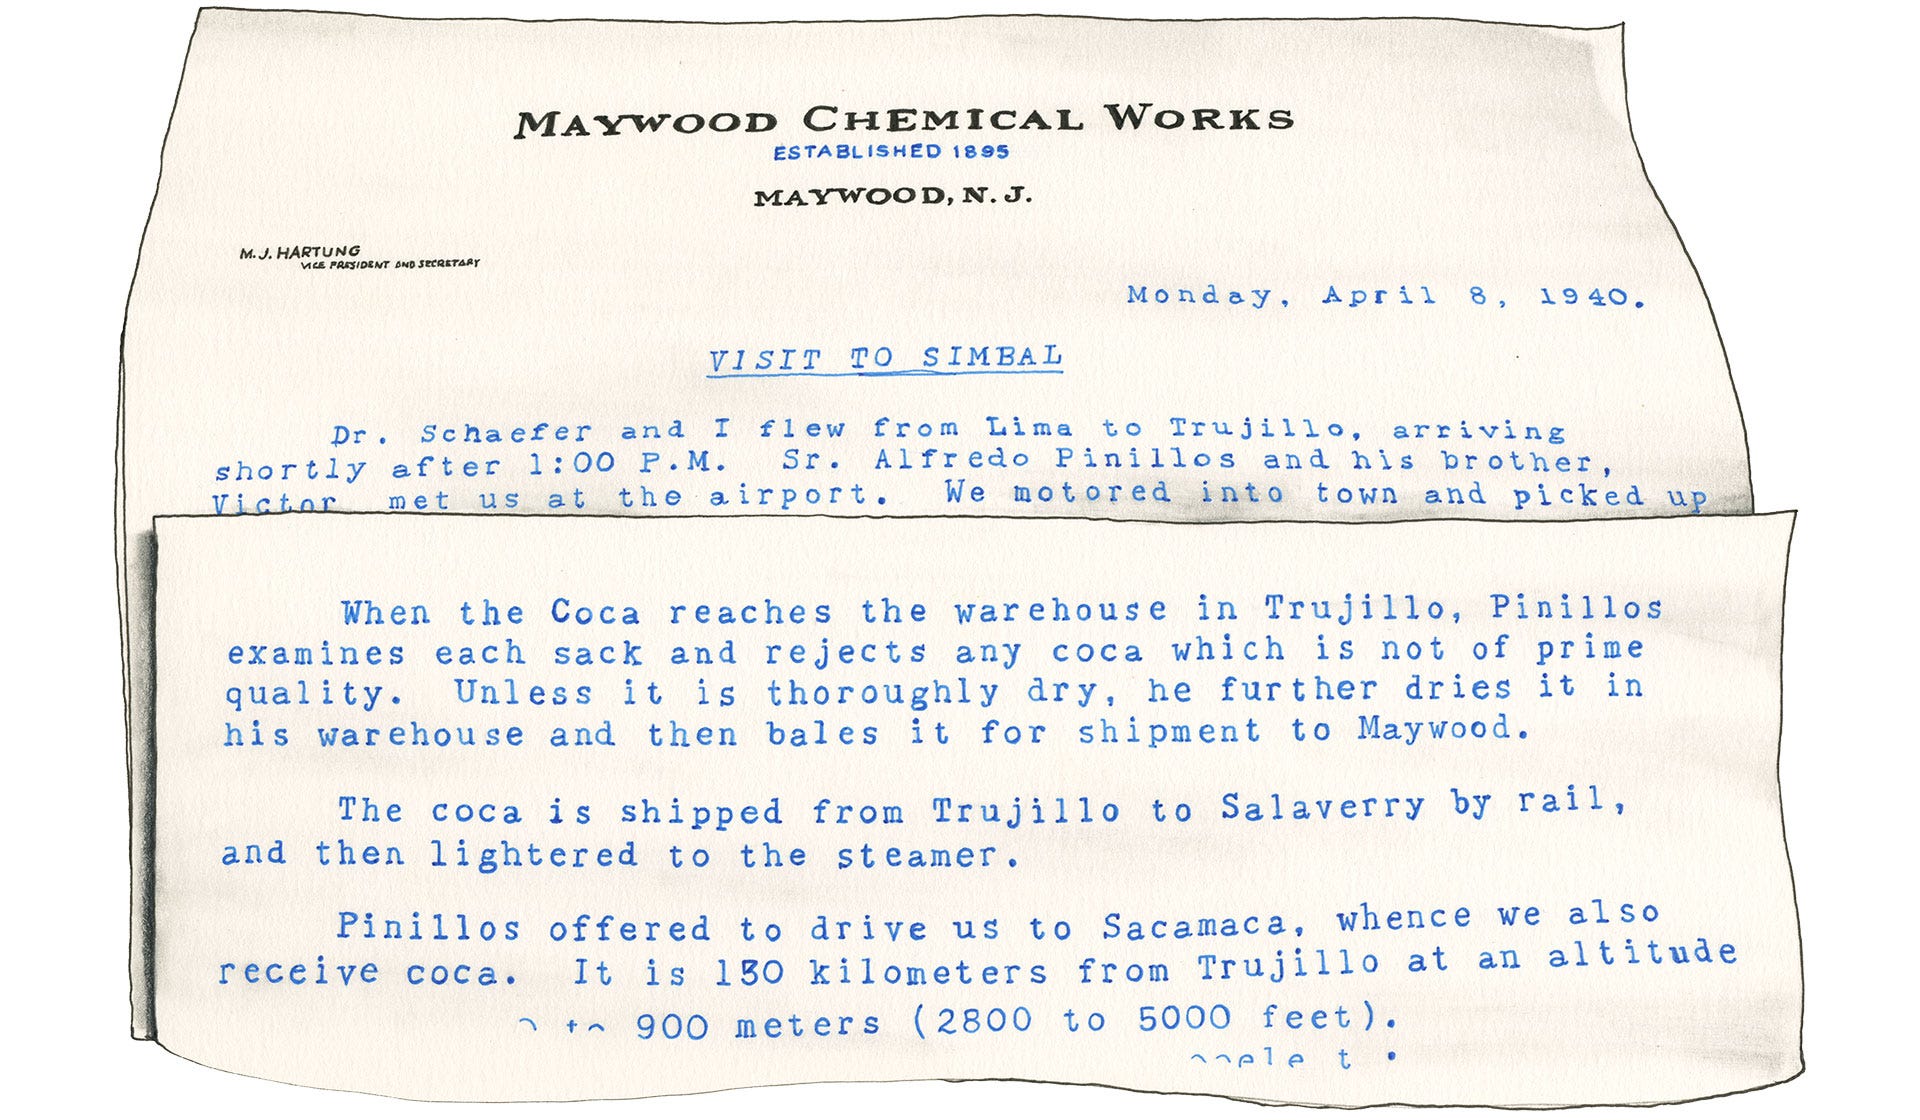 MAYWOOD CHEMICAL WORKS
ESTABLISHED 1895
MAYWOOD, N. J.
M. J. HARTUNG
VICE PRESIDENT AND SECRETARY
Monday, April 8, 1940.
VISIT TO SIMBAL
Dr. Schaefer and I flew from Lima to Trujillo, arriving
shortly after 1:00 P.M. Sr. Alfredo Pinillos and his brother,
Victor met us at the airport. We motored into town and picked up
When the Coca reaches the warehouse in Trujillo, Pinillos
examines each sack and rejects any coca which is not of prime
quality. Unless it is thoroughly dry, he further dries it in
his warehouse and then bales it for shipment to Maywood.
The coca is shipped from Trujillo to Salaverry by rail,
and then lightered to the steamer.
Pinillos offered to drive us to Sacamaca, whence we also
receive coca. It is 150 kilometers from Trujillo at an altitude
900 meters (2800 to 5000 feet).